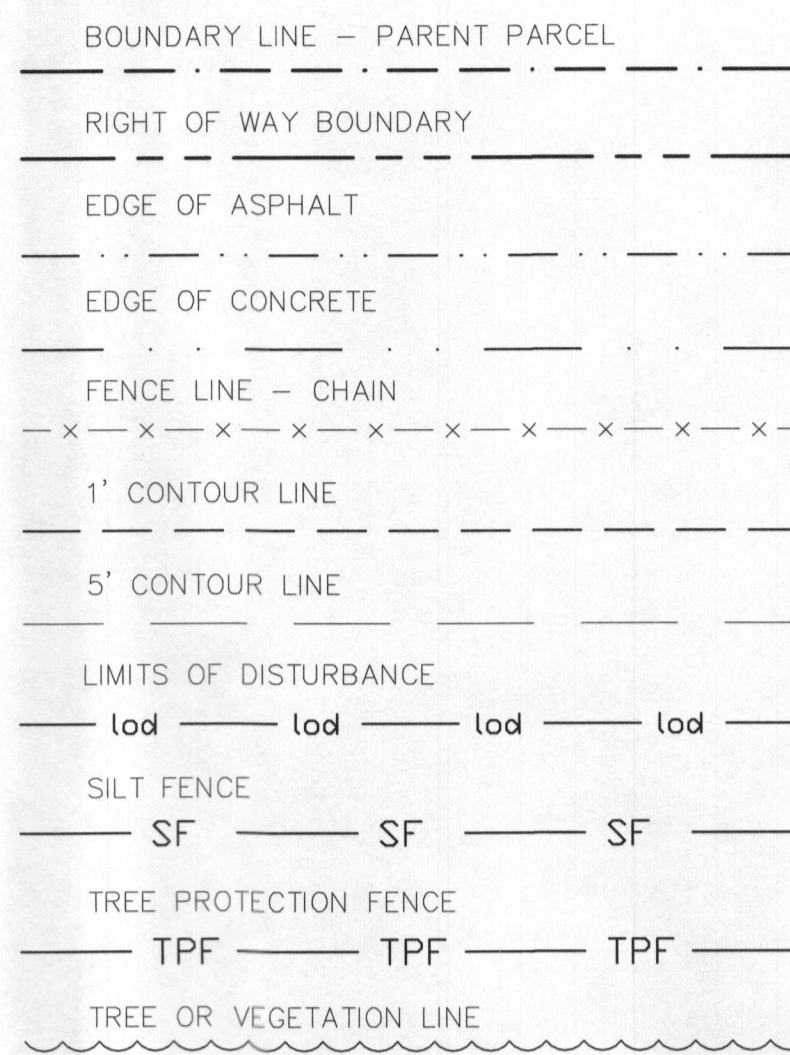 BOUNDARY LINE – PARENT PARCEL
RIGHT OF WAY BOUNDARY
EDGE OF ASPHALT
EDGE OF CONCRETE
FENCE LINE – CHAIN
X X X X X X X X X X
1' CONTOUR LINE
5' CONTOUR LINE
LIMITS OF DISTURBANCE
lod lod lod lod
SILT FENCE
SF SF SF
TREE PROTECTION FENCE
TPF TPF TPF
TREE OR VEGETATION LINE